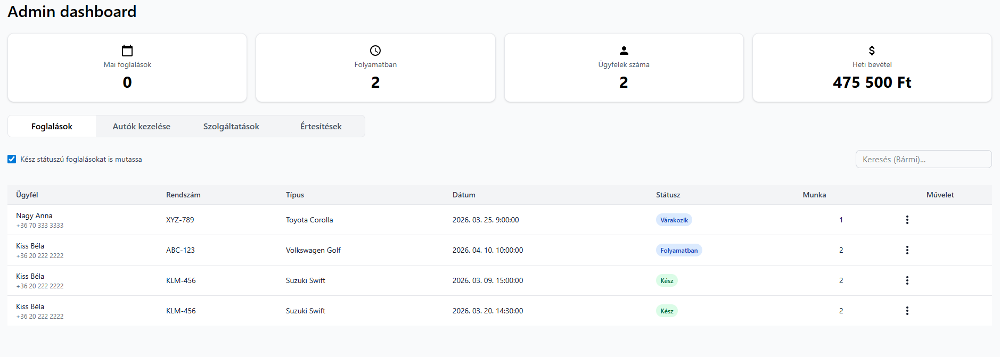 Admin dashboard
Mai foglalások
0
Folyamatban
2
Ügyfelek száma
2
Heti bevétel
475 500 Ft
Foglalások Autók kezelése Szolgáltatások Értesítések
Kész státuszú foglalásokat is mutassa
Keresés (Bármi)...
Ügyfél Rendszám Típus Dátum Státusz Munka Művelet
Nagy Anna
+36 70 333 3333
XYZ-789 Toyota Corolla 2026. 03. 25. 9:00:00 Várakozik 1
Kiss Béla
+36 20 222 2222
ABC-123 Volkswagen Golf 2026. 04. 10. 10:00:00 Folyamatban 2
Kiss Béla
+36 20 222 2222
KLM-456 Suzuki Swift 2026. 03. 09. 15:00:00 Kész 2
Kiss Béla
+36 20 222 2222
KLM-456 Suzuki Swift 2026. 03. 20. 14:30:00 Kész 2